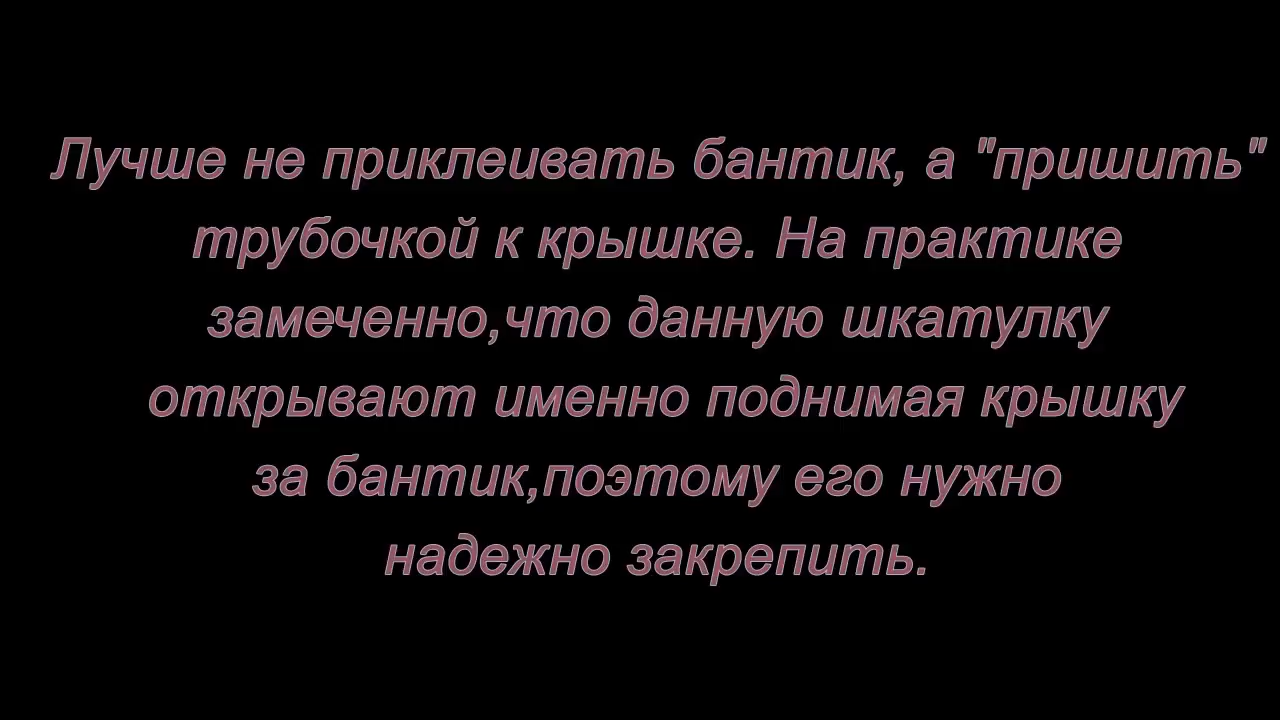 Лучше не приклеивать бантик, а "пришить"
трубочкой к крышке. На практике
замеченно,что данную шкатулку
открывают именно поднимая крышку
за бантик,поэтому его нужно
надежно закрепить.